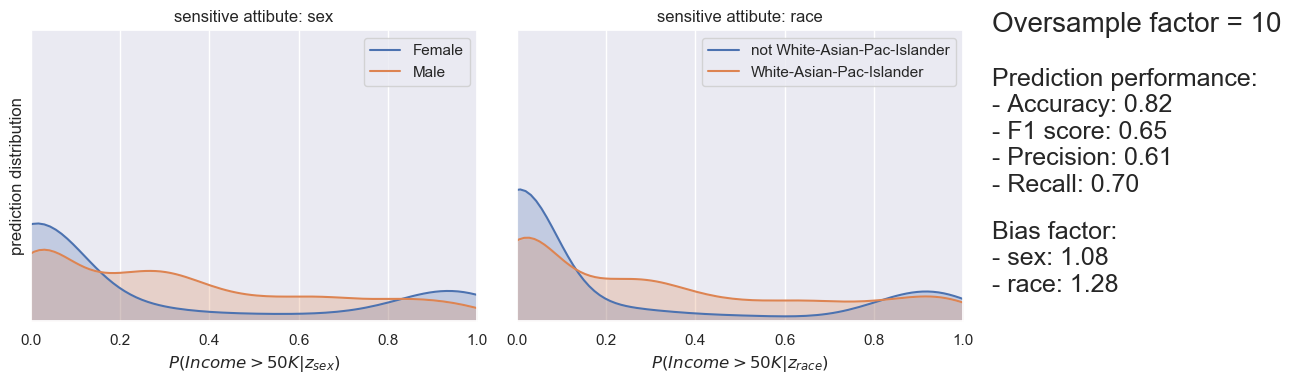 sensitive attibute: sex
Female
Male
prediction distribution
0.0 0.2 0.4 0.6 0.8 1.0
P(Income > 50K|z_sex)
sensitive attibute: race
not White-Asian-Pac-Islander
White-Asian-Pac-Islander
0.0 0.2 0.4 0.6 0.8 1.0
P(Income > 50K|z_race)
Oversample factor = 10
Prediction performance:
- Accuracy: 0.82
- F1 score: 0.65
- Precision: 0.61
- Recall: 0.70
Bias factor:
- sex: 1.08
- race: 1.28